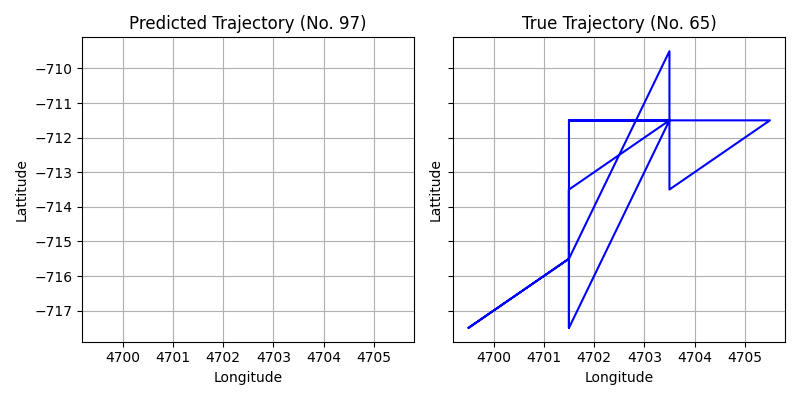 Predicted Trajectory (No. 97)
Lattitude
−710
−711
−712
−713
−714
−715
−716
−717
4700 4701 4702 4703 4704 4705
Longitude
True Trajectory (No. 65)
Lattitude
4700 4701 4702 4703 4704 4705
Longitude